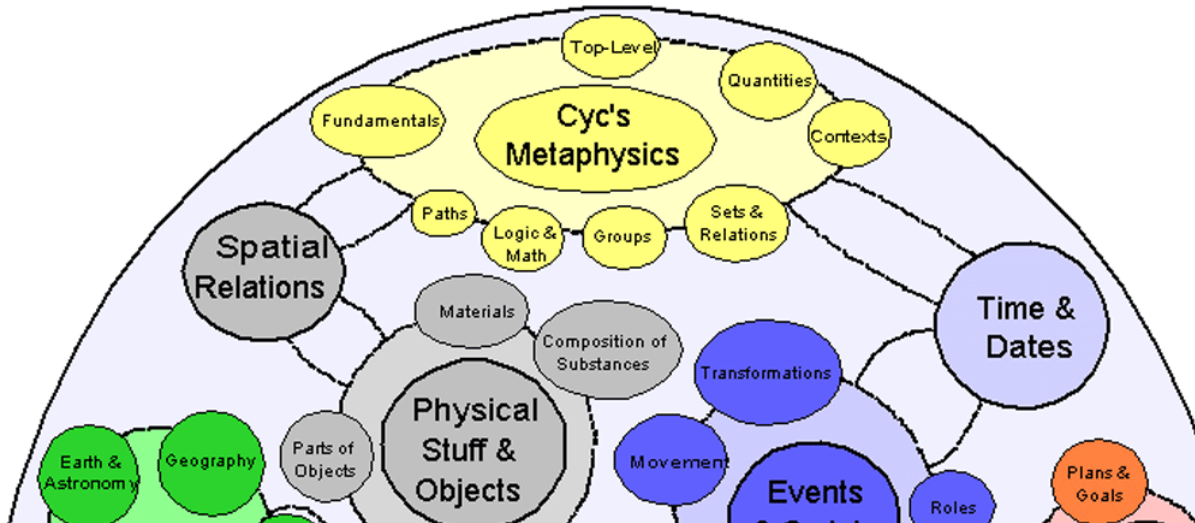 Top-Level
Quantities
Fundamentals
Cyc's
Metaphysics
Contexts
Paths
Logic &
Math
Groups
Sets &
Relations
Spatial
Relations
Time &
Dates
Materials
Composition of
Substances
Transformations
Physical
Stuff &
Objects
Parts of
Objects
Earth &
Astronomy
Geography
Movement
Events
Roles
Plans &
Goals